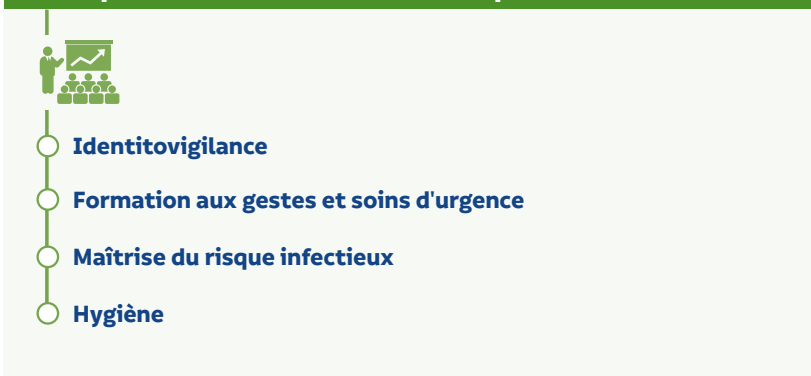 Identitovigilance
Formation aux gestes et soins d'urgence
Maîtrise du risque infectieux
Hygiène